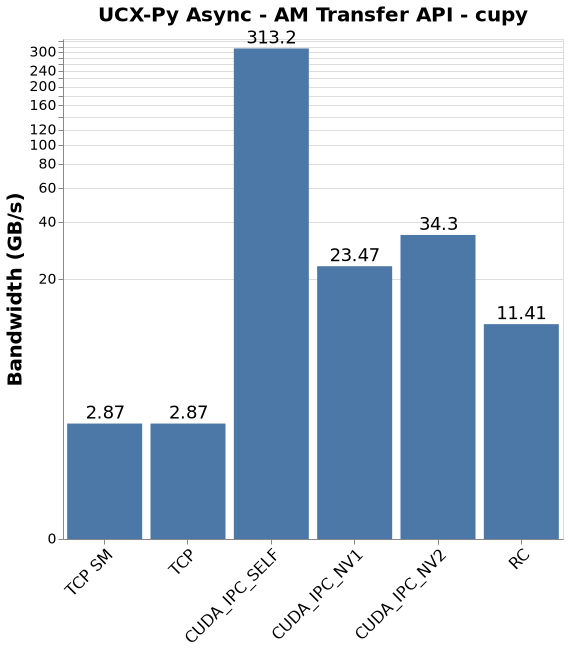 UCX-Py Async - AM Transfer API - cupy
313.2
300
240
200
160
120
100
80
60
40
34.3
23.47
20
11.41
2.87
2.87
0
Bandwidth (GB/s)
TCP SM
TCP
CUDA_IPC_SELF
CUDA_IPC_NV1
CUDA_IPC_NV2
RC